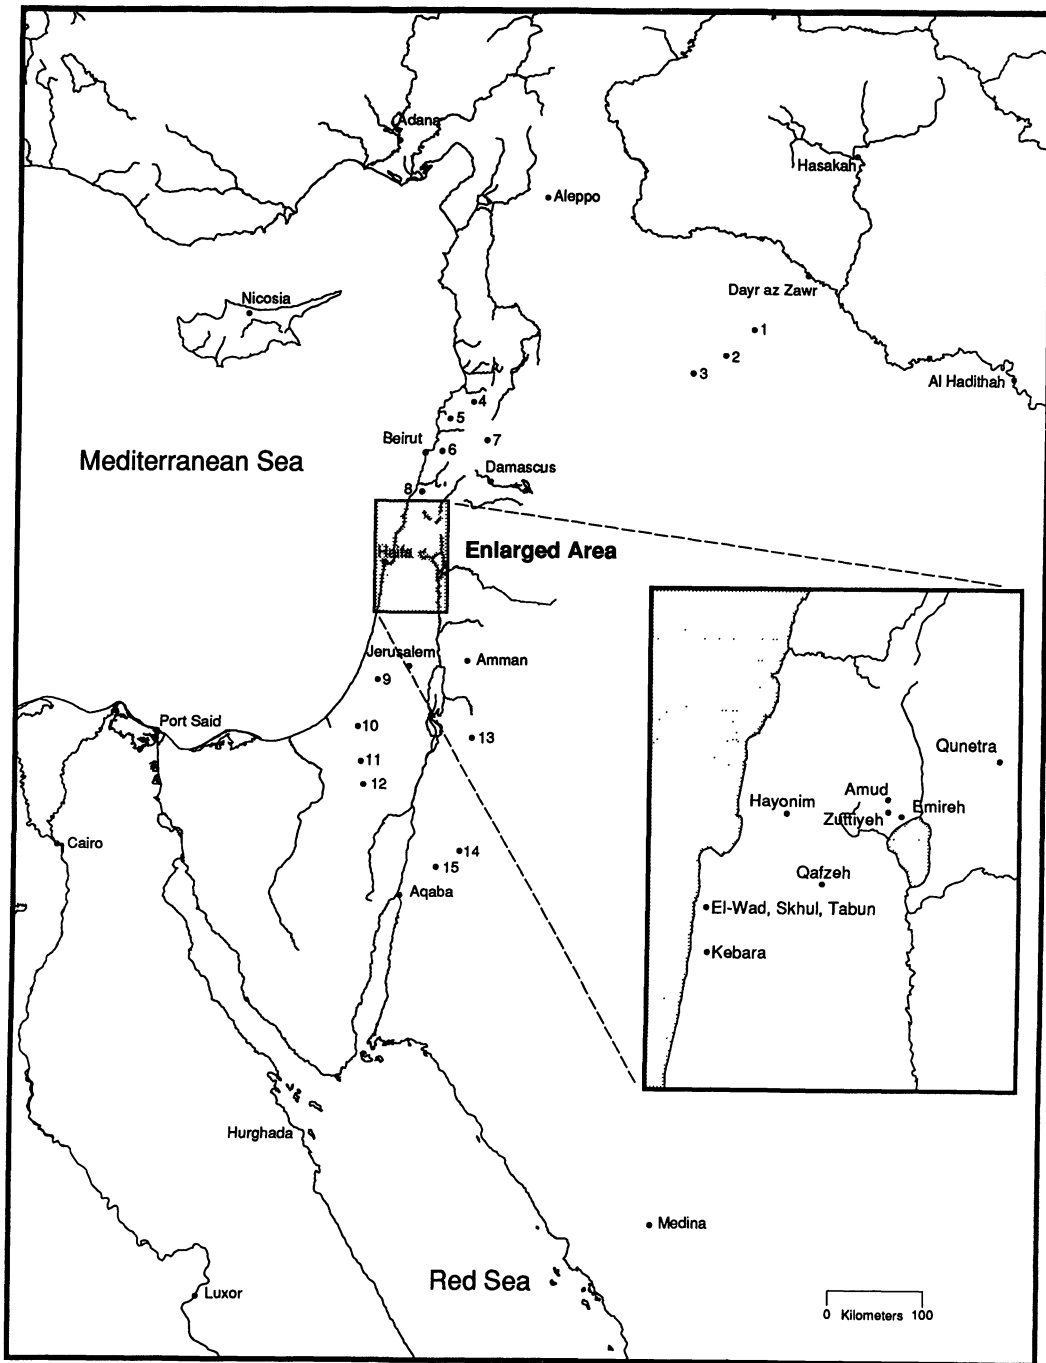 Adana
Hasakah
Aleppo
Dayr az Zawr
Nicosia
1
2
3
Al Hadithah
4
5
Beirut
6
7
Mediterranean Sea
Damascus
8
Haifa
Enlarged Area
Jerusalem
Amman
9
Port Said
10
13
11
12
Cairo
14
15
Aqaba
Qunetra
Amud
Hayonim
Emireh
Zuttiyeh
Qafzeh
El-Wad, Skhul, Tabun
Kebara
Hurghada
Medina
Red Sea
Luxor
0 Kilometers 100